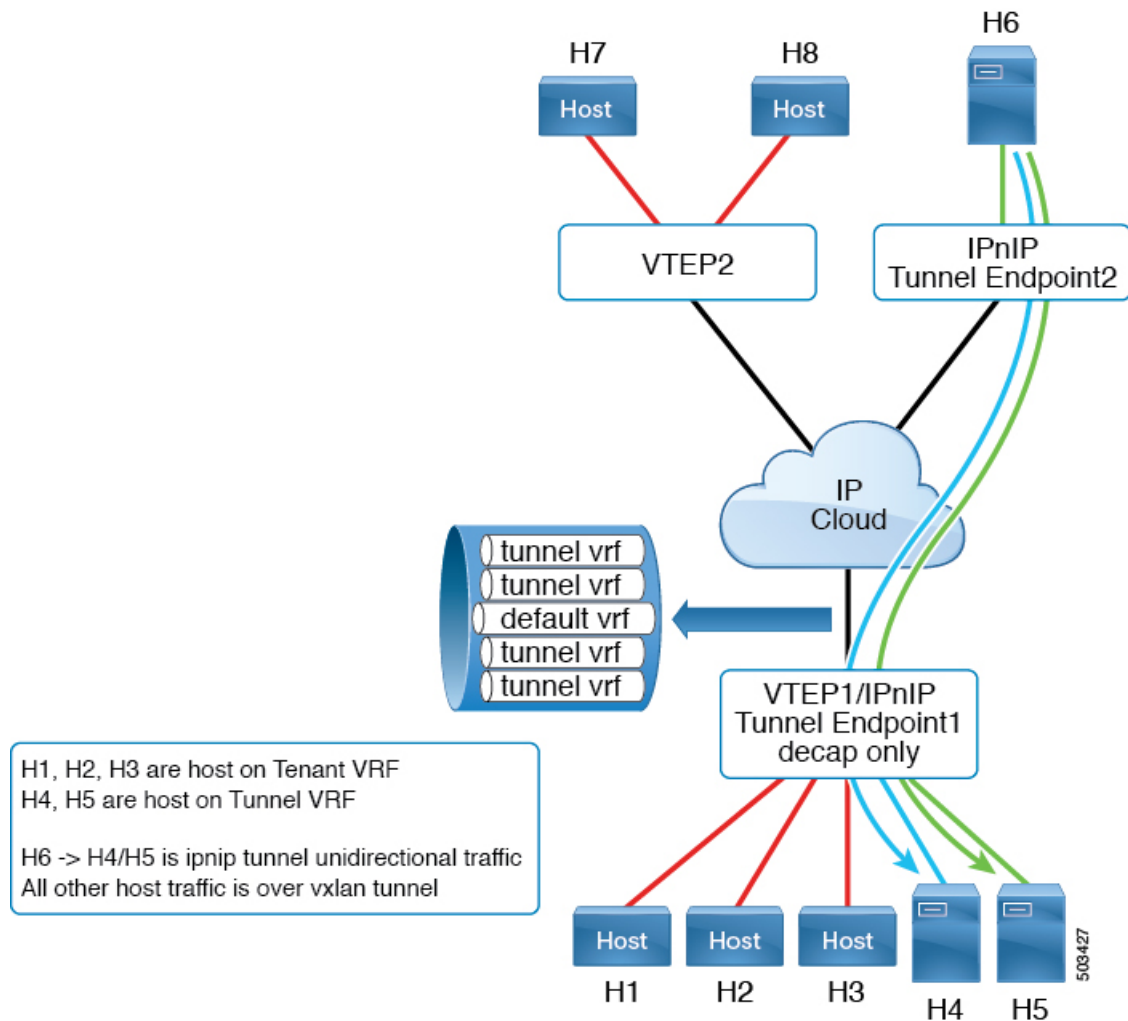 H6
H7
H8
Host
Host
VTEP2
IPnIP
Tunnel Endpoint2
IP
Cloud
tunnel vrf
tunnel vrf
default vrf
tunnel vrf
tunnel vrf
VTEP1/IPnIP
Tunnel Endpoint1
decap only
H1, H2, H3 are host on Tenant VRF
H4, H5 are host on Tunnel VRF
H6 -> H4/H5 is ipnip tunnel unidirectional traffic
All other host traffic is over vxlan tunnel
Host
Host
Host
H1
H2
H3
H4
H5
503427